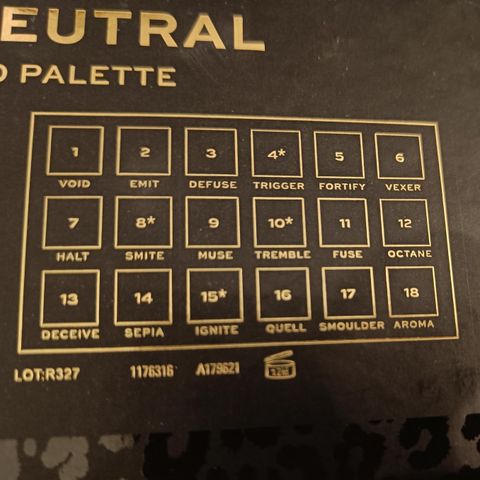 EUTRAL
PALETTE
1 2 3 4* 5 6
VOID EMIT DEFUSE TRIGGER FORTIFY VEXER
7 8* 9 10* 11 12
HALT SMITE MUSE TREMBLE FUSE OCTANE
13 14 15* 16 17 18
DECEIVE SEPIA IGNITE QUELL SMOULDER AROMA
LOT:R327 1176316 A179621 12M